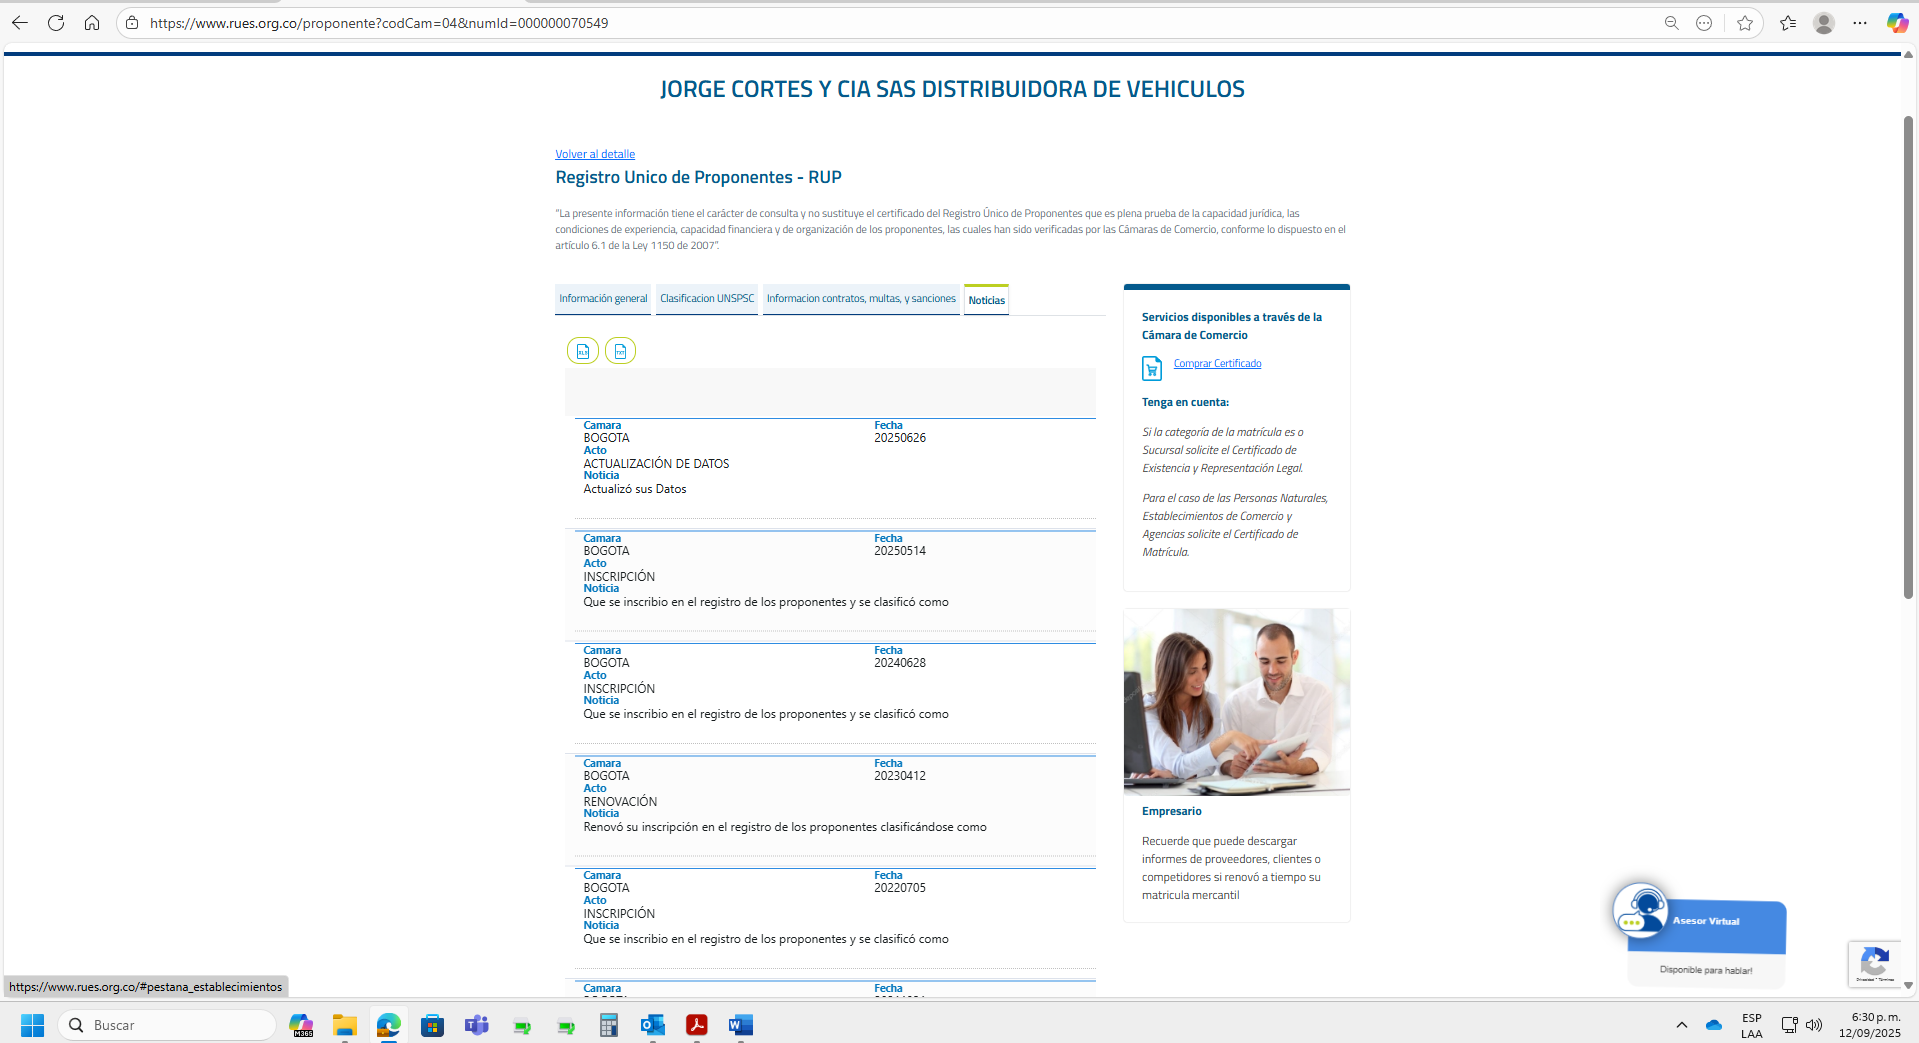 https://www.rues.org.co/proponente?codCam=04&numId=000000070549
JORGE CORTES Y CIA SAS DISTRIBUIDORA DE VEHICULOS
Volver al detalle
Registro Unico de Proponentes - RUP
"La presente información tiene el carácter de consulta y no sustituye el certificado del Registro Único de Proponentes que es plena prueba de la capacidad jurídica, las
condiciones de experiencia, capacidad financiera y de organización de los proponentes, las cuales han sido verificadas por las Cámaras de Comercio, conforme lo dispuesto en el
artículo 6.1 de la Ley 1150 de 2007".
Información general
Clasificacion UNSPSC
Informacion contratos, multas, y sanciones
Noticias
XLS
TXT
Camara Fecha
BOGOTA 20250626
Acto
ACTUALIZACIÓN DE DATOS
Noticia
Actualizó sus Datos
Camara Fecha
BOGOTA 20250514
Acto
INSCRIPCIÓN
Noticia
Que se inscribio en el registro de los proponentes y se clasificó como
Camara Fecha
BOGOTA 20240628
Acto
INSCRIPCIÓN
Noticia
Que se inscribio en el registro de los proponentes y se clasificó como
Camara Fecha
BOGOTA 20230412
Acto
RENOVACIÓN
Noticia
Renovó su inscripción en el registro de los proponentes clasificándose como
Camara Fecha
BOGOTA 20220705
Acto
INSCRIPCIÓN
Noticia
Que se inscribio en el registro de los proponentes y se clasificó como
Camara Fecha
Servicios disponibles a través de la
Cámara de Comercio
Comprar Certificado
Tenga en cuenta:
Si la categoría de la matrícula es o
Sucursal solicite el Certificado de
Existencia y Representación Legal.
Para el caso de las Personas Naturales,
Establecimientos de Comercio y
Agencias solicite el Certificado de
Matrícula.
Empresario
Recuerde que puede descargar
informes de proveedores, clientes o
competidores si renovó a tiempo su
matricula mercantil
Asesor Virtual
Disponible para hablar!
https://www.rues.org.co/#pestana_establecimientos
Buscar
M365
ESP
LAA
6:30 p. m.
12/09/2025